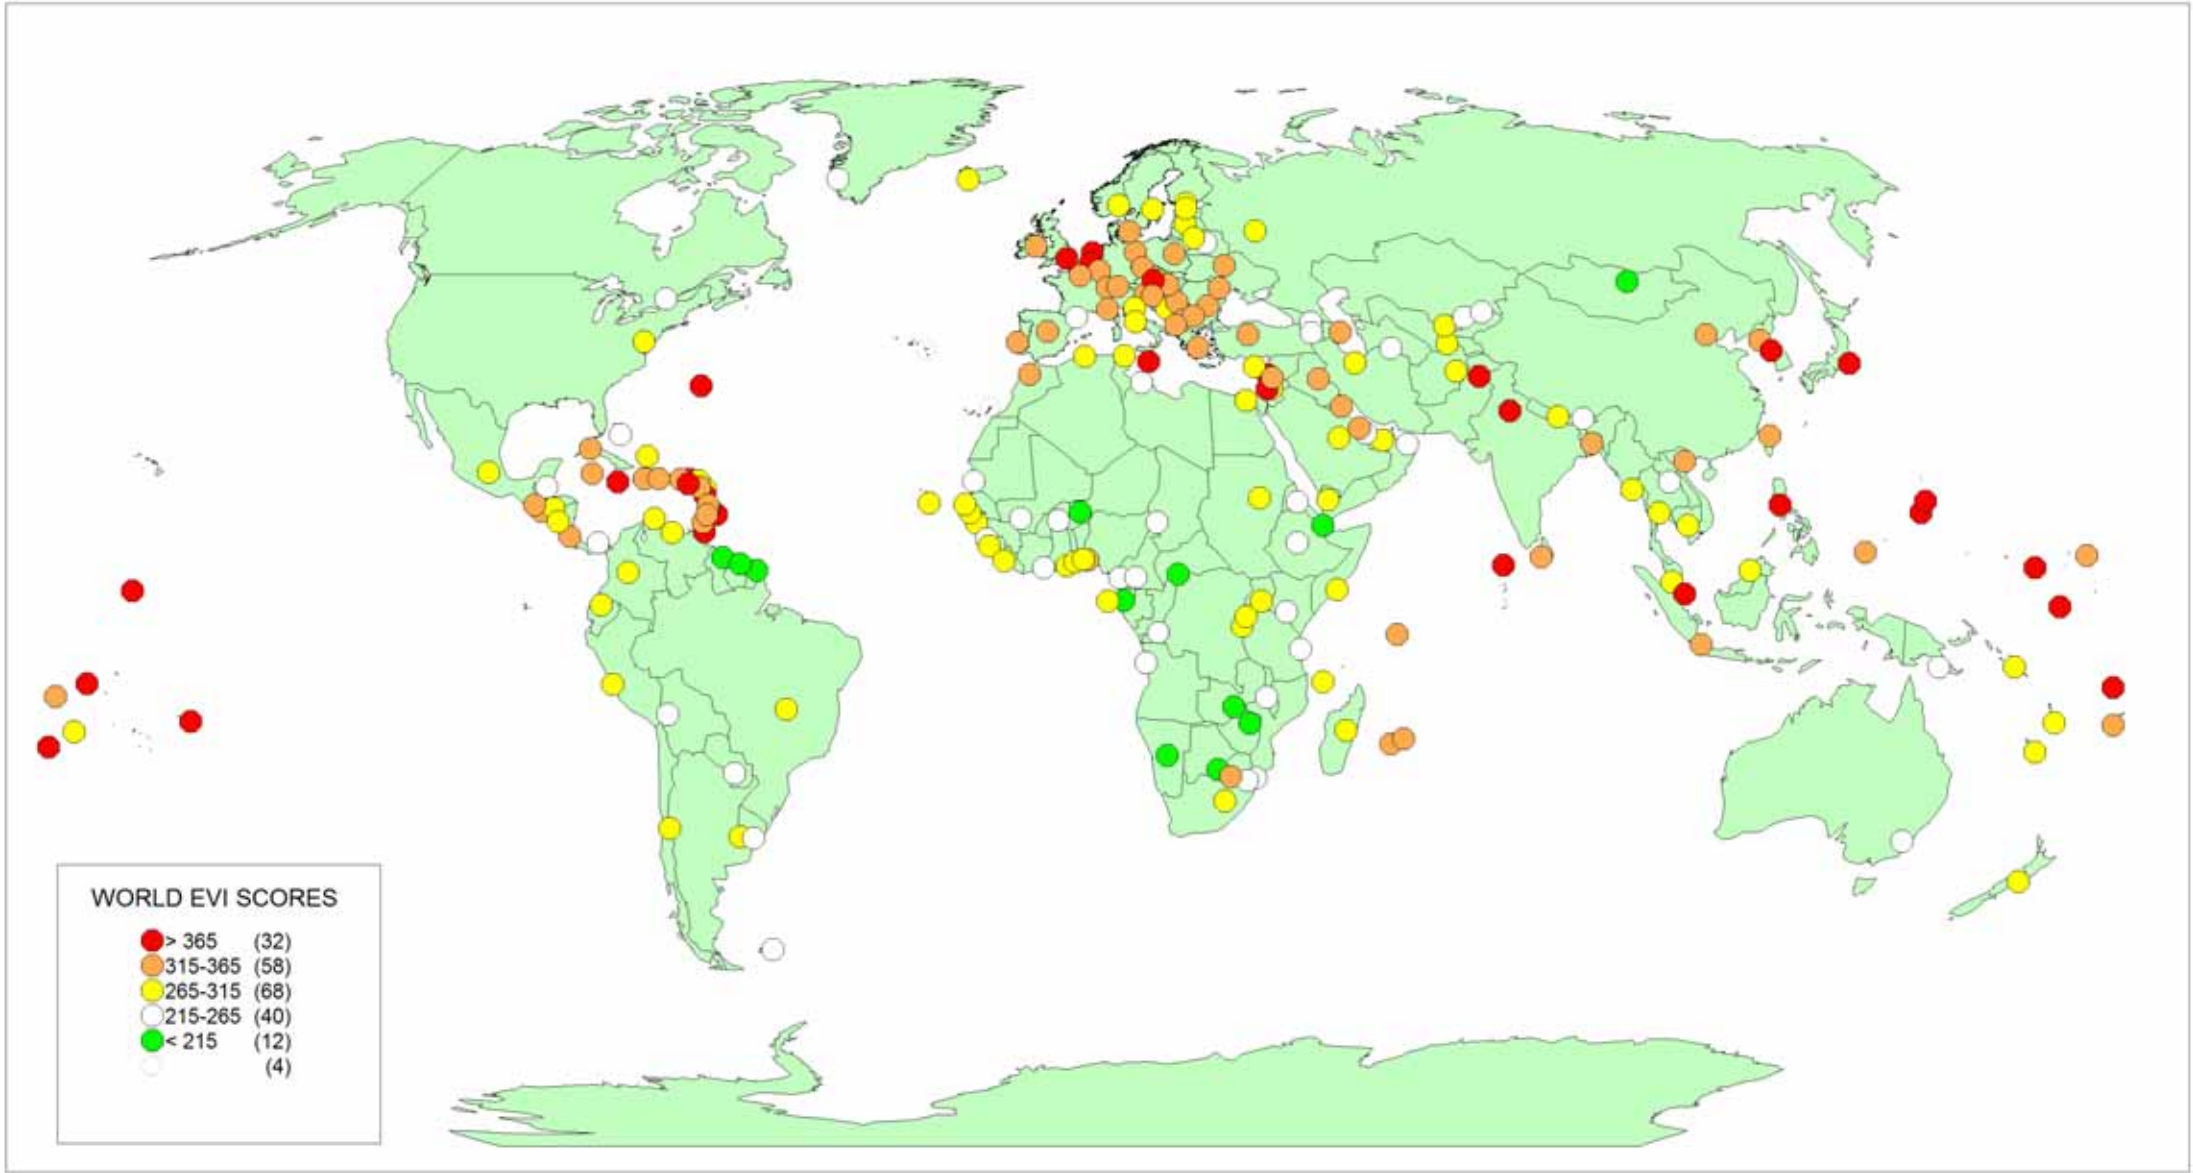 WORLD EVI SCORES
> 365 (32)
315-365 (58)
265-315 (68)
215-265 (40)
< 215 (12)
(4)